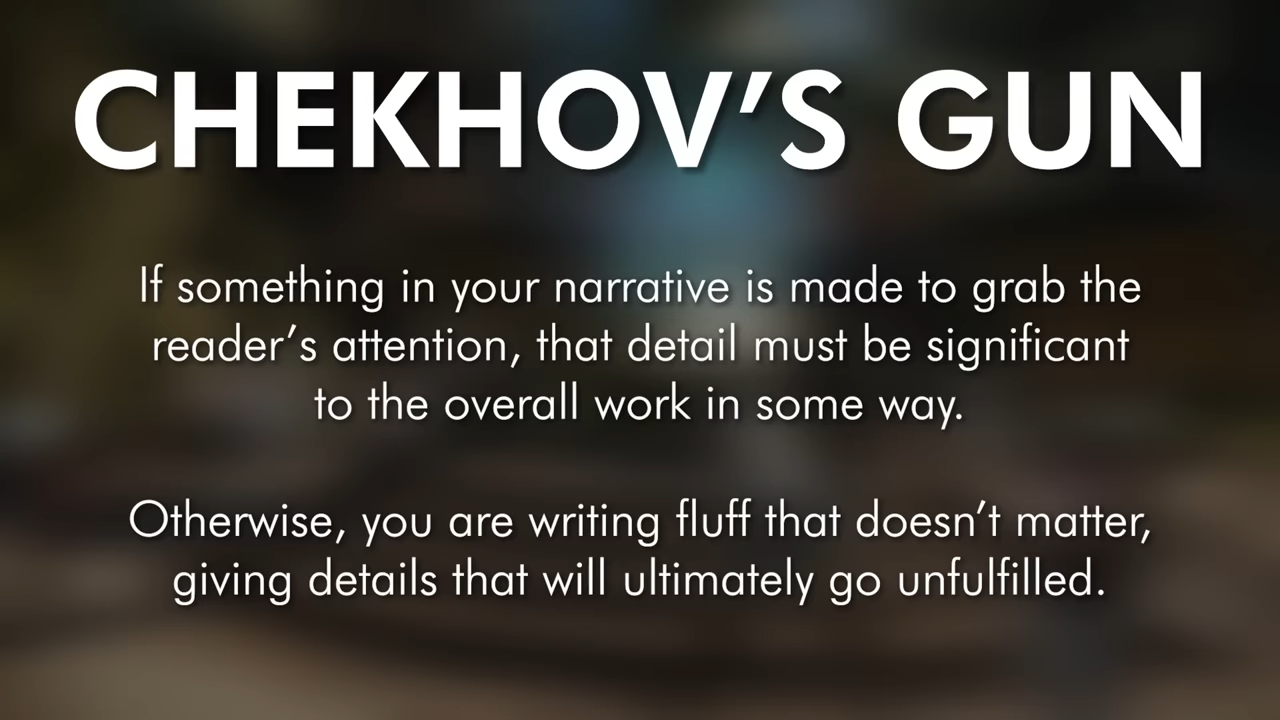 CHEKHOV’S GUN
If something in your narrative is made to grab the
reader’s attention, that detail must be significant
to the overall work in some way.
Otherwise, you are writing fluff that doesn’t matter,
giving details that will ultimately go unfulfilled.